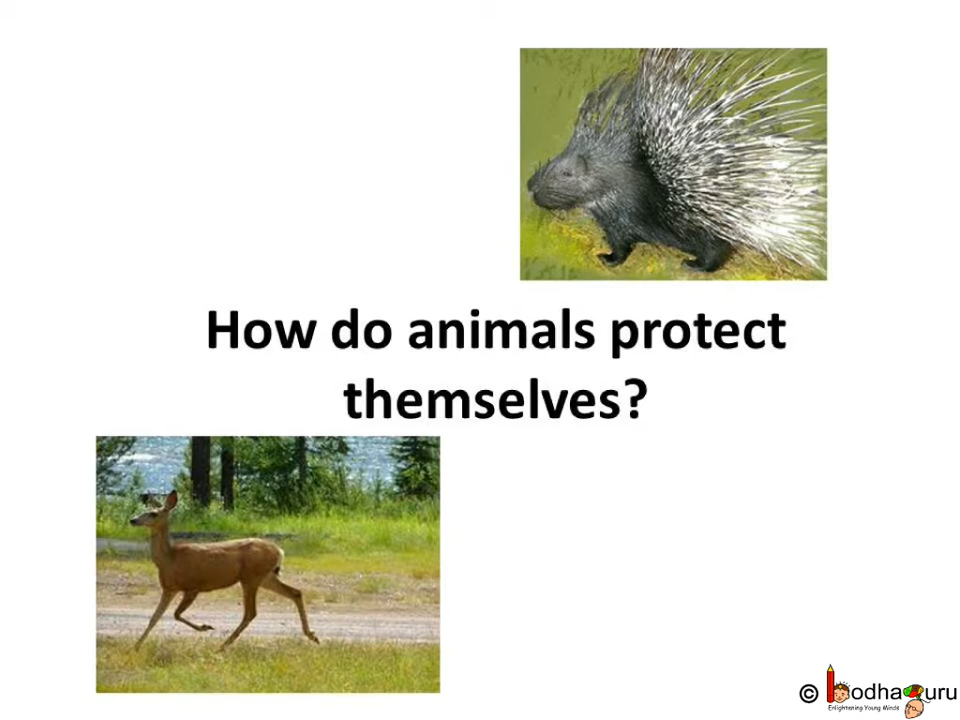 How do animals protect
themselves?
© bodhaguru
Enlightening Young Minds